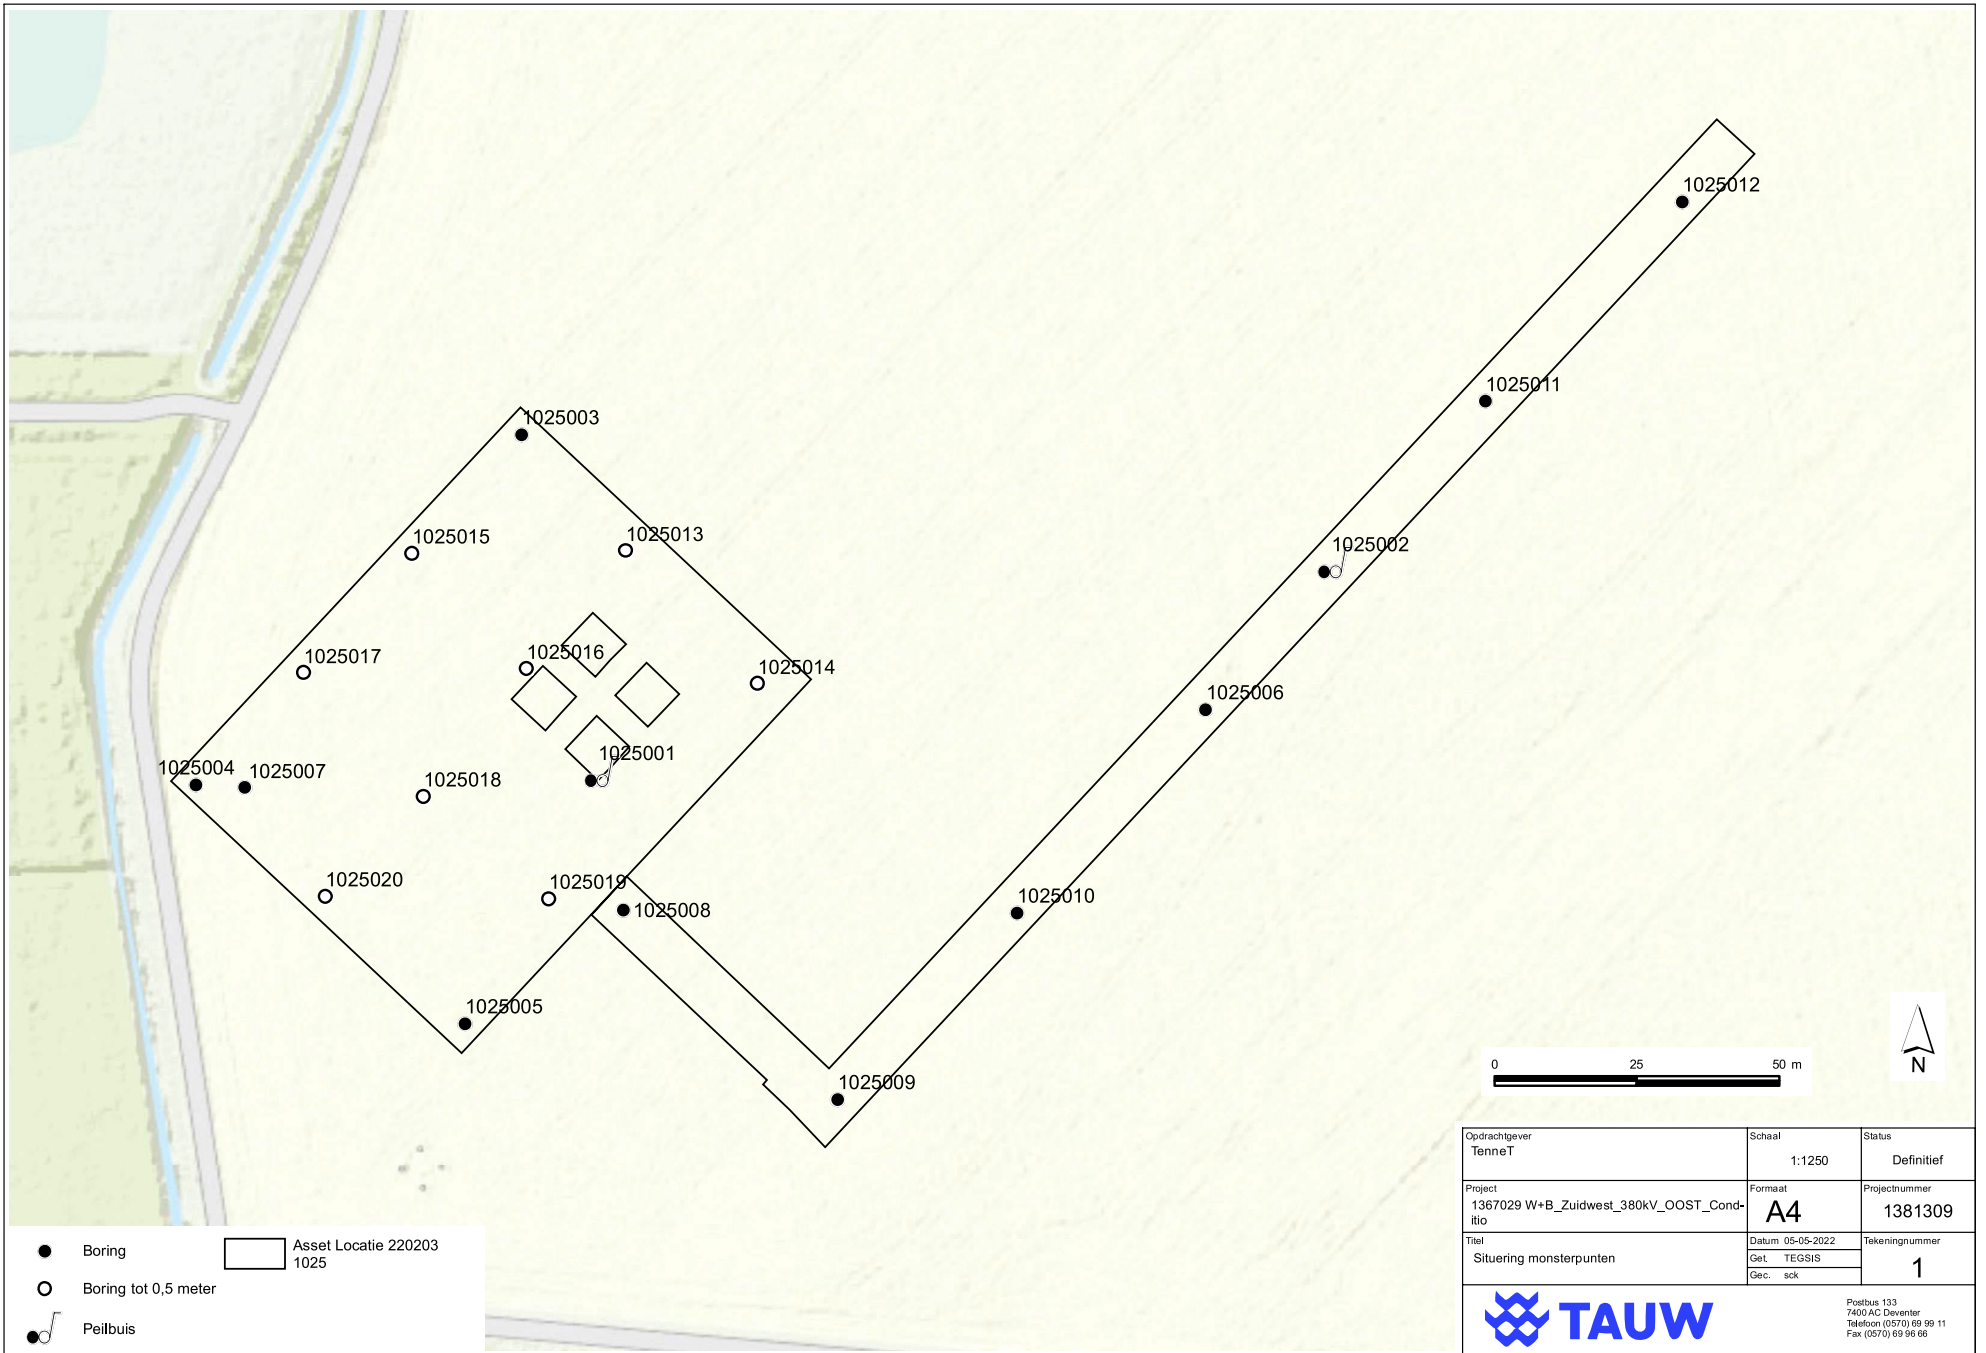 1025012
1025011
1025003
1025015
1025013
1025002
1025017
1025016
1025014
1025006
1025001
1025004
1025007
1025018
1025020
1025019
1025008
1025010
1025005
1025009
0 25 50 m
N
Boring
Boring tot 0,5 meter
Peilbuis
Asset Locatie 220203
1025
Opdrachtgever
TenneT
Schaal
1:1250
Status
Definitief
Project
1367029 W+B_Zuidwest_380kV_OOST_Cond-
itio
Formaat
A4
Projectnummer
1381309
Titel
Situering monsterpunten
Datum 05-05-2022
Get. TEGSIS
Gec. sck
Tekeningnummer
1
TAUW
Postbus 133
7400 AC Deventer
Telefoon (0570) 69 99 11
Fax (0570) 69 96 66